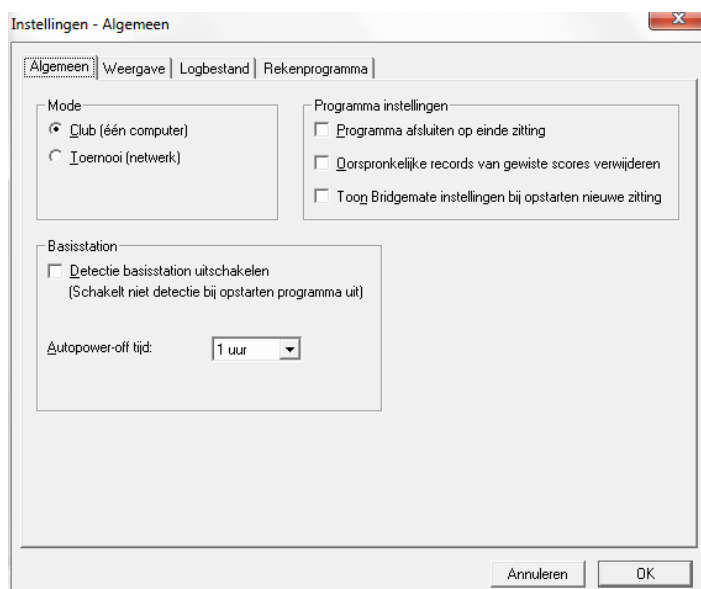 Instellingen - Algemeen
Algemeen Weergave Logbestand Rekenprogramma
Mode
Club (één computer)
Toernooi (netwerk)
Programma instellingen
Programma afsluiten op einde zitting
Oorspronkelijke records van gewiste scores verwijderen
Toon Bridgemate instellingen bij opstarten nieuwe zitting
Basisstation
Detectie basisstation uitschakelen
(Schakelt niet detectie bij opstarten programma uit)
Autopower-off tijd: 1 uur
Annuleren OK